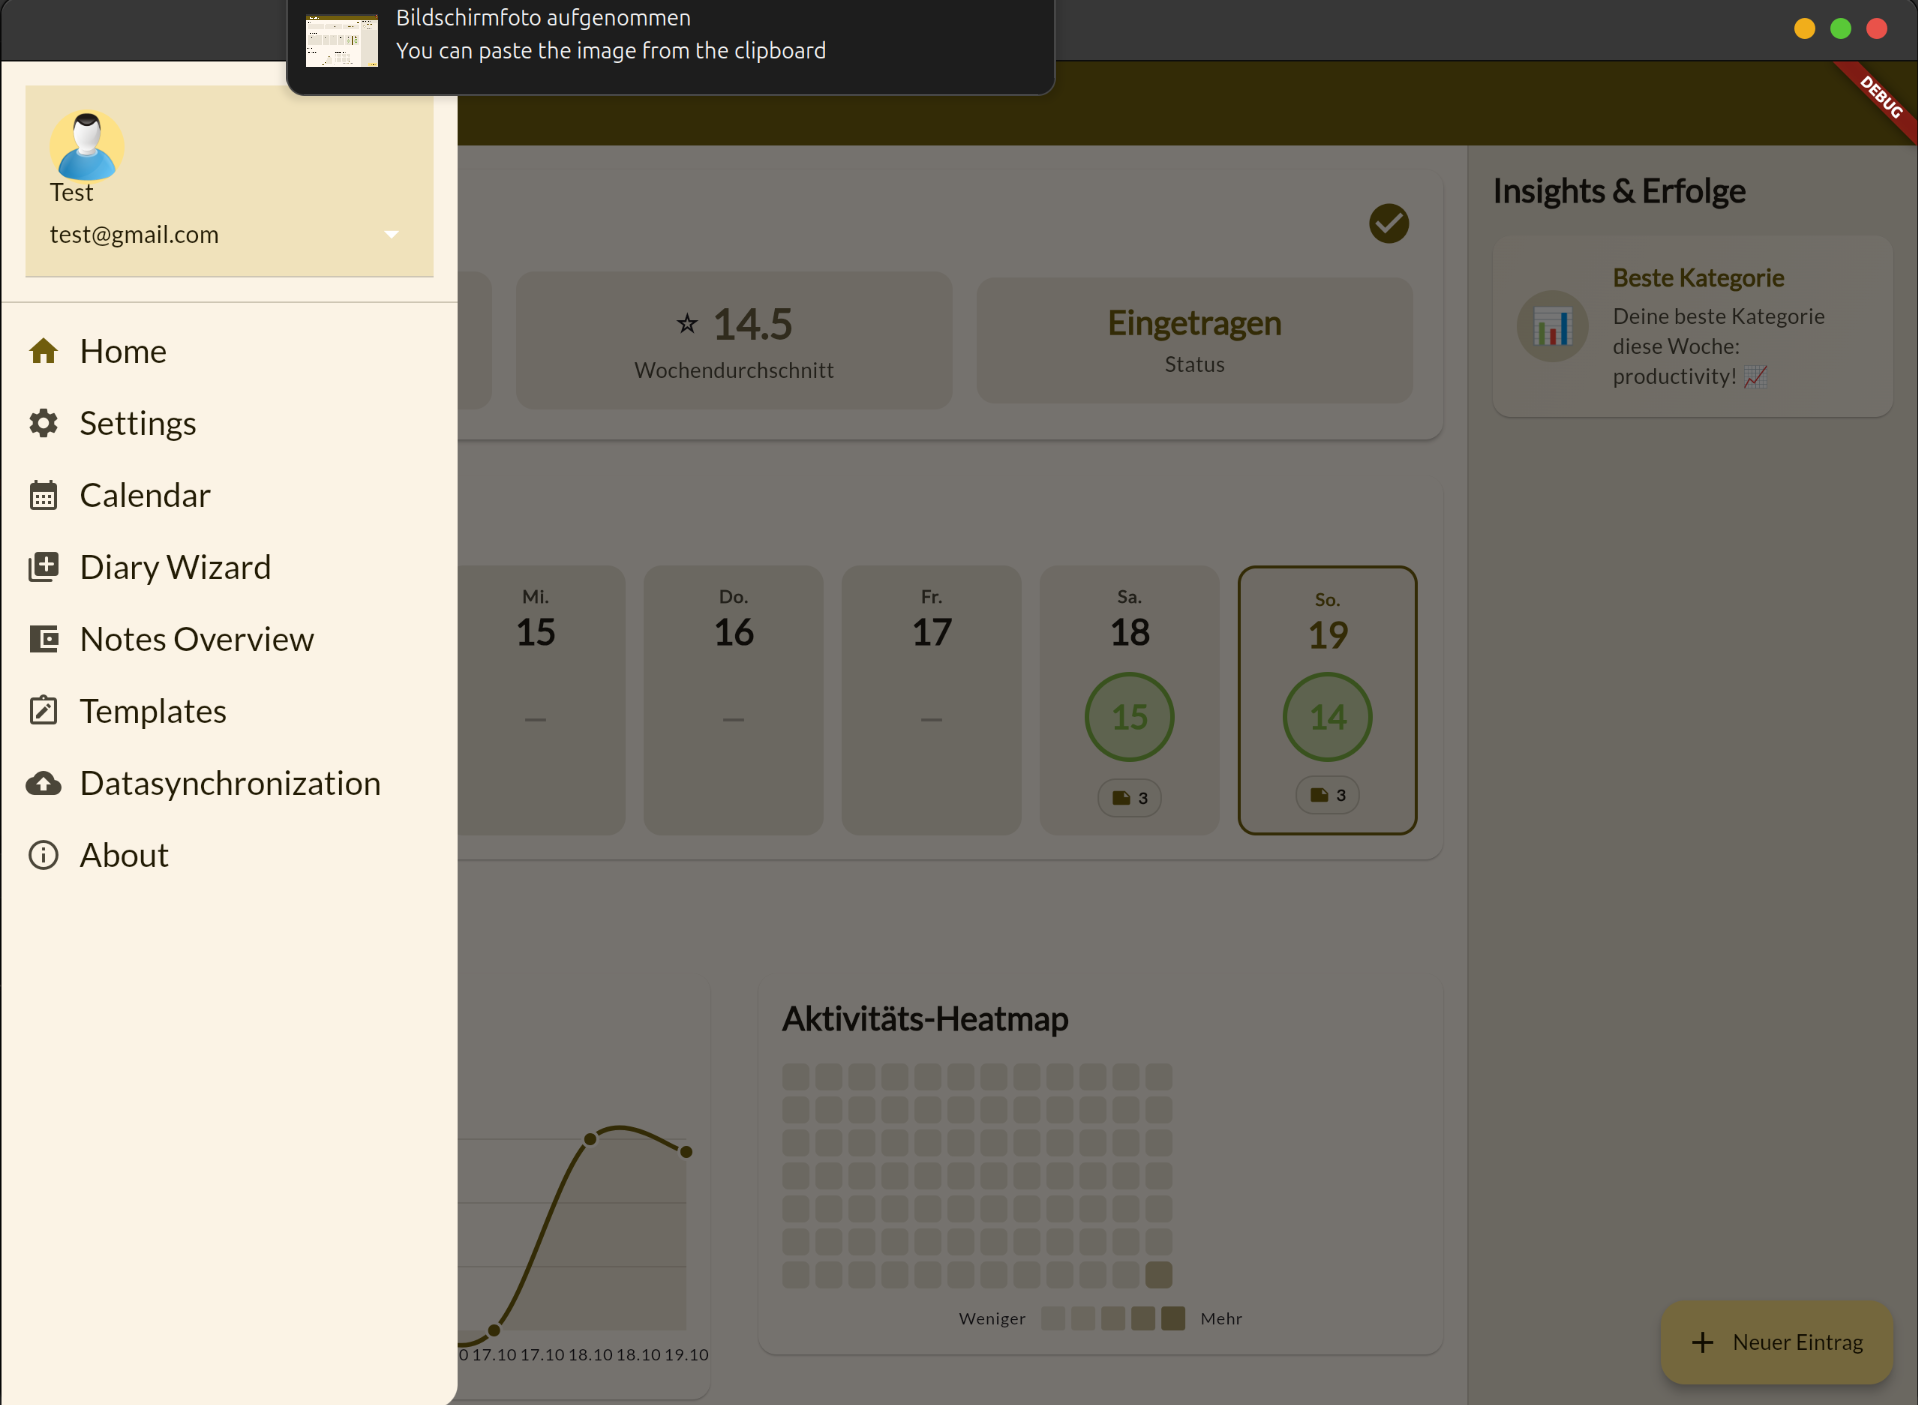 Bildschirmfoto aufgenommen
You can paste the image from the clipboard
DEBUG
Test
test@gmail.com
Home
Settings
Calendar
Diary Wizard
Notes Overview
Templates
Datasynchronization
About
14.5
Wochendurchschnitt
Eingetragen
Status
Mi.
15
Do.
16
Fr.
17
Sa.
18
15
3
So.
19
14
3
0 17.10 17.10 18.10 18.10 19.10
Aktivitäts-Heatmap
Weniger
Mehr
Insights & Erfolge
Beste Kategorie
Deine beste Kategorie
diese Woche:
productivity! 📈
+ Neuer Eintrag